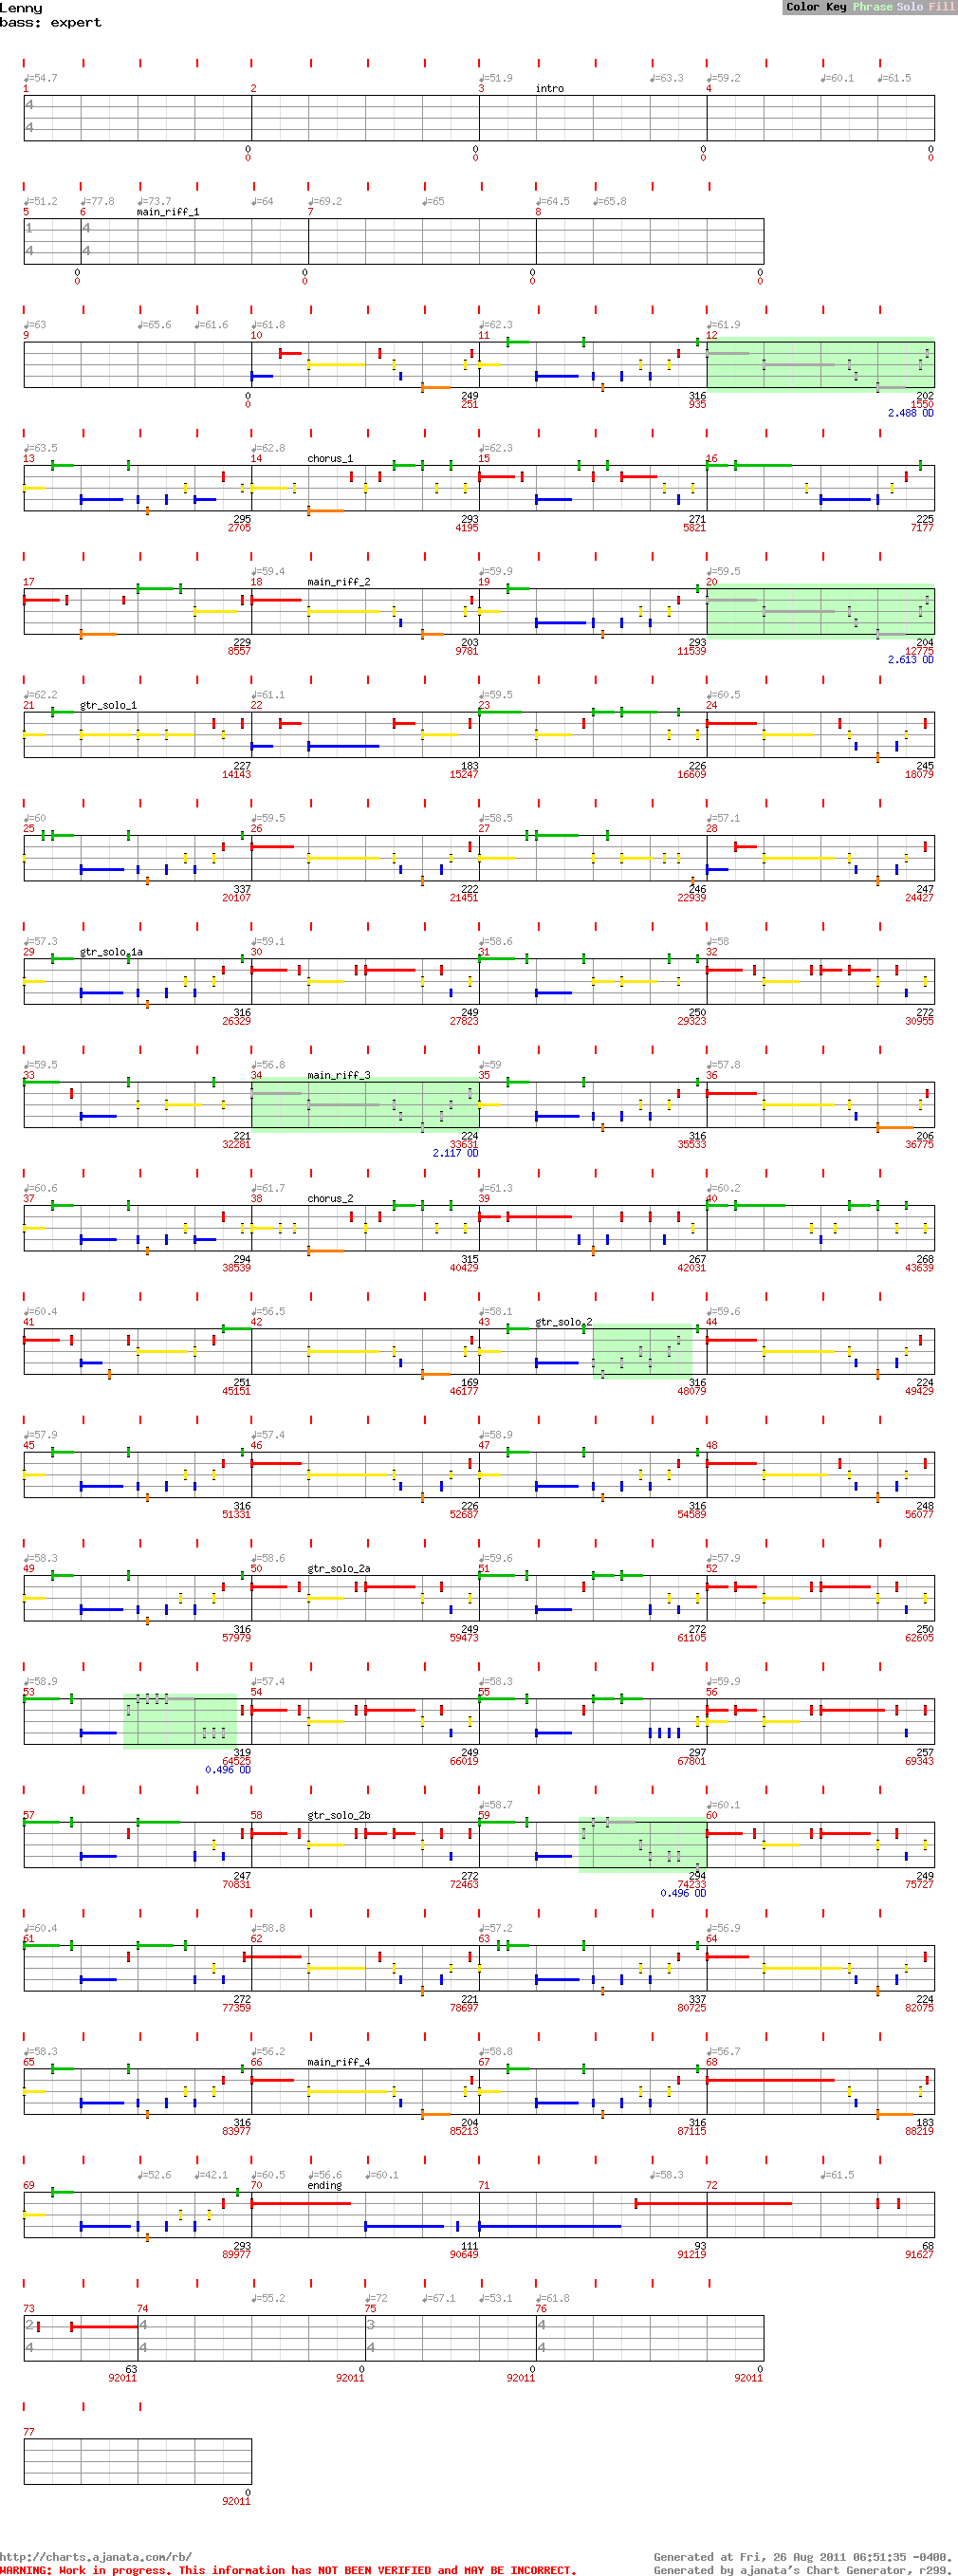 Lenny
Color Key Phrase Solo Fill
bass: expert
♩=54.7 ♩=51.9 ♩=63.3 ♩=59.2 ♩=60.1 ♩=61.5
1 2 3 intro 4
4
4
0 0 0 0
0 0 0 0
♩=51.2 ♩=77.8 ♩=73.7 ♩=64 ♩=69.2 ♩=65 ♩=64.5 ♩=65.8
5 6 main_riff_1 7 8
1 4
4 4
0 0 0 0
0 0 0 0
♩=63 ♩=65.6 ♩=61.6 ♩=61.8 ♩=62.3 ♩=61.9
9 10 11 12
0 249 316 202
0 251 935 1550
2.488 OD
♩=63.5 ♩=62.8 ♩=62.3
13 14 chorus_1 15 16
295 293 271 225
2705 4195 5821 7177
♩=59.4 ♩=59.9 ♩=59.5
17 18 main_riff_2 19 20
229 203 293 204
8557 9781 11539 12775
2.613 OD
♩=62.2 ♩=61.1 ♩=59.5 ♩=60.5
21 gtr_solo_1 22 23 24
227 183 226 245
14143 15247 16609 18079
♩=60 ♩=59.5 ♩=58.5 ♩=57.1
25 26 27 28
337 222 246 247
20107 21451 22939 24427
♩=57.3 ♩=59.1 ♩=58.6 ♩=58
29 gtr_solo_1a 30 31 32
316 249 250 272
26329 27823 29323 30955
♩=59.5 ♩=56.8 ♩=59 ♩=57.8
33 34 main_riff_3 35 36
221 224 316 206
32281 33631 35533 36775
2.117 OD
♩=60.6 ♩=61.7 ♩=61.3 ♩=60.2
37 38 chorus_2 39 40
294 315 267 268
38539 40429 42031 43639
♩=60.4 ♩=56.5 ♩=58.1 ♩=59.6
41 42 43 gtr_solo_2 44
251 169 316 224
45151 46177 48079 49429
♩=57.9 ♩=57.4 ♩=58.9
45 46 47 48
316 226 316 248
51331 52687 54589 56077
♩=58.3 ♩=58.6 ♩=59.6 ♩=57.9
49 50 gtr_solo_2a 51 52
316 249 272 250
57979 59473 61105 62605
♩=58.9 ♩=57.4 ♩=58.3 ♩=59.9
53 54 55 56
319 249 297 257
64525 66019 67801 69343
0.496 OD
♩=58.7 ♩=60.1
57 58 gtr_solo_2b 59 60
247 272 294 249
70831 72463 74233 75727
0.496 OD
♩=60.4 ♩=58.8 ♩=57.2 ♩=56.9
61 62 63 64
272 221 337 224
77359 78697 80725 82075
♩=58.3 ♩=56.2 ♩=58.8 ♩=56.7
65 66 main_riff_4 67 68
316 204 316 183
83977 85213 87115 88219
♩=52.6 ♩=42.1 ♩=60.5 ♩=56.6 ♩=60.1 ♩=58.3 ♩=61.5
69 70 ending 71 72
293 111 93 68
89977 90649 91219 91627
♩=55.2 ♩=72 ♩=67.1 ♩=53.1 ♩=61.8
73 74 75 76
2 4 3 4
4 4 4 4
63 0 0 0
92011 92011 92011 92011
77
0
92011
http://charts.ajanata.com/rb/
Generated at Fri, 26 Aug 2011 06:51:35 -0400.
WARNING: Work in progress. This information has NOT BEEN VERIFIED and MAY BE INCORRECT.
Generated by ajanata's Chart Generator, r299.